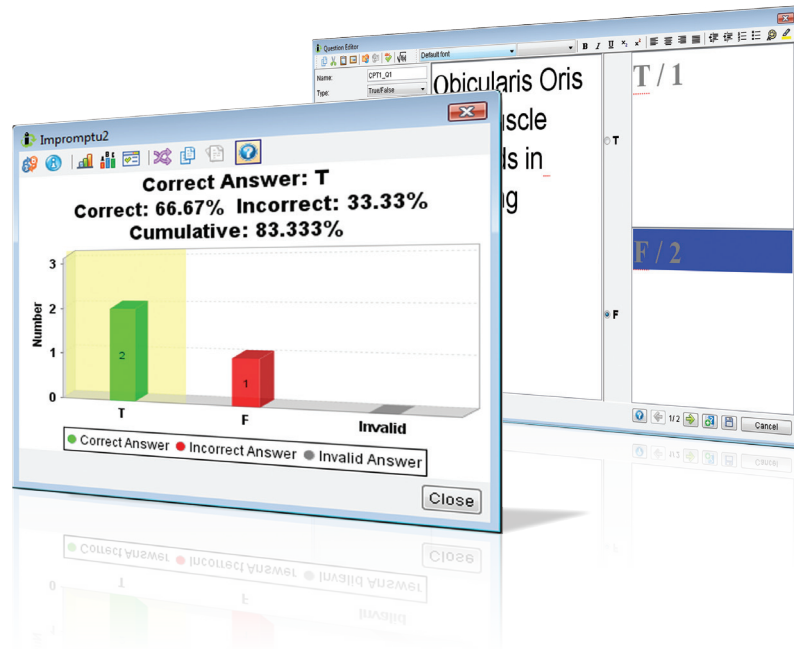 Impromptu2
Correct Answer: T
Correct: 66.67% Incorrect: 33.33%
Cumulative: 83.333%
Number
3
2
1
0
2
1
T
F
Invalid
Correct Answer
Incorrect Answer
Invalid Answer
Close
Question Editor
Default font
B I U x₂ x²
Name:
CPT1_Q1
Type:
True/False
Obicularis Oris
ds in
T
T / 1
F
F / 2
1/2
Cancel